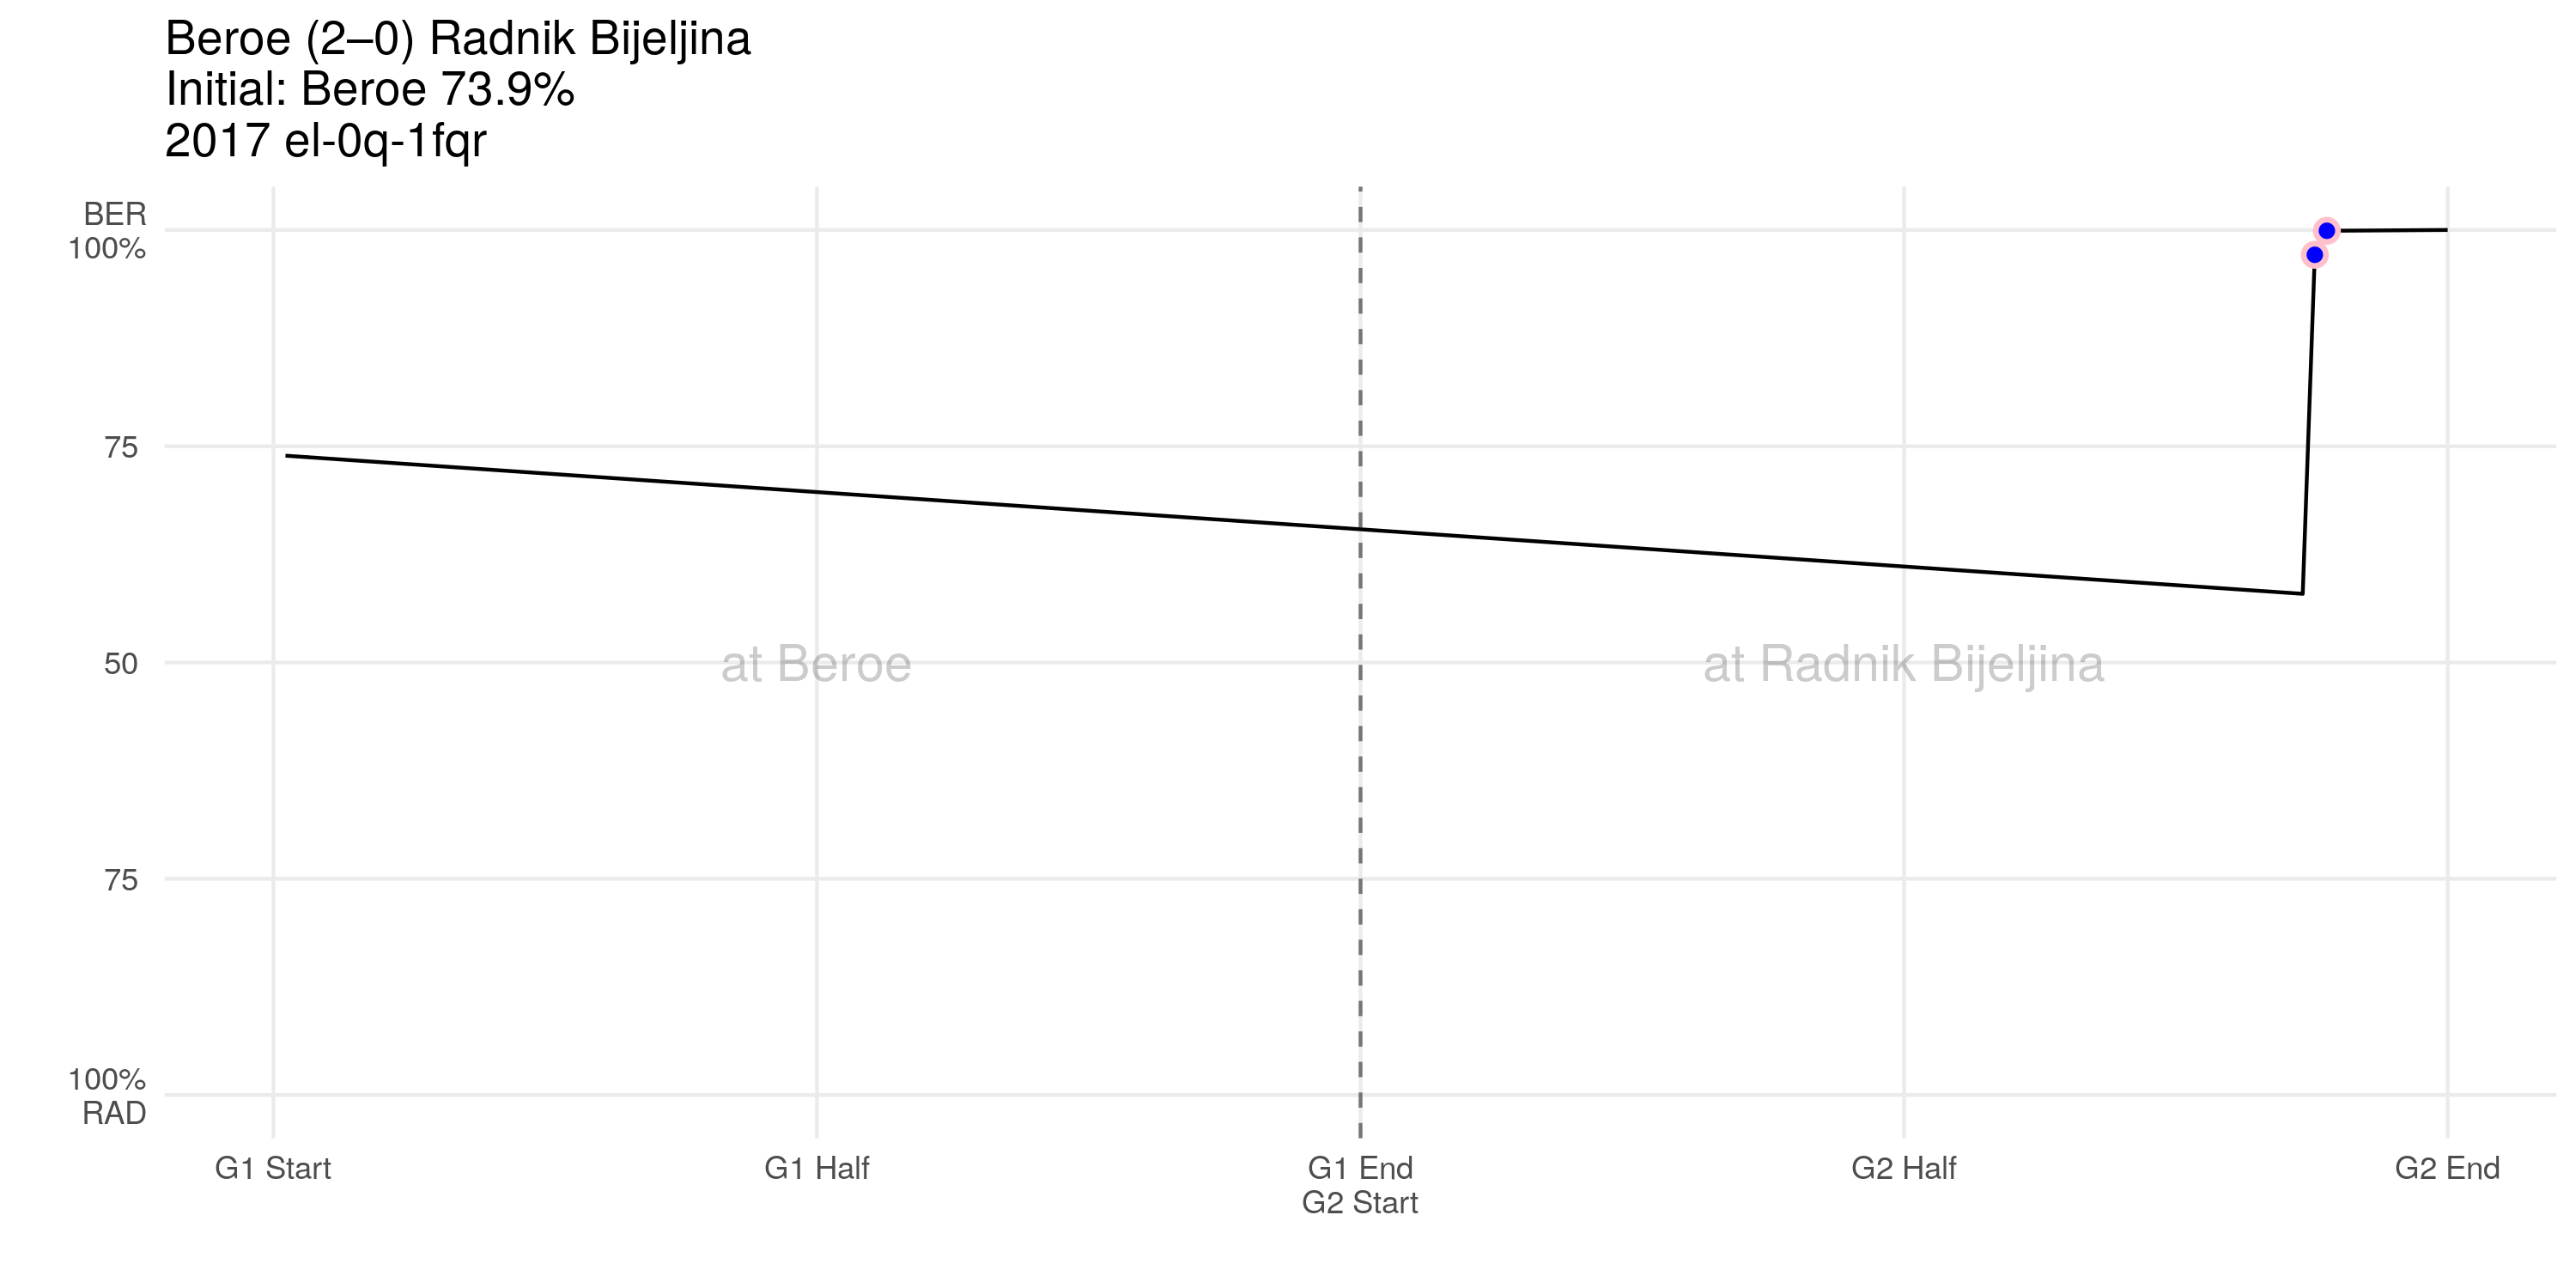 Beroe (2–0) Radnik Bijeljina
Initial: Beroe 73.9%
2017 el-0q-1fqr
BER
100%
75
50
75
100%
RAD
at Beroe
at Radnik Bijeljina
G1 Start
G1 Half
G1 End
G2 Start
G2 Half
G2 End